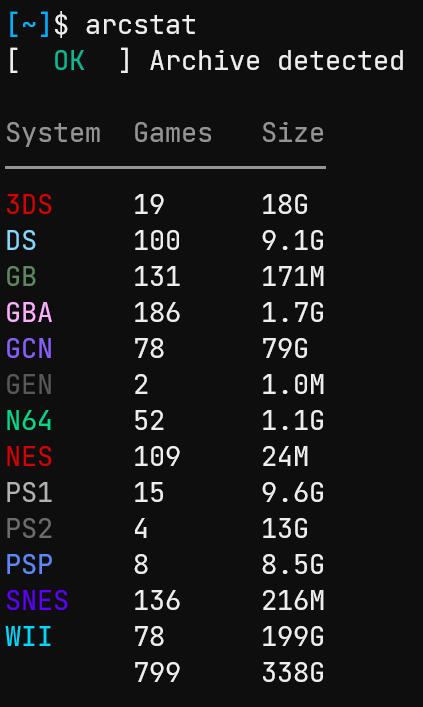 [~]$ arcstat
[  OK  ] Archive detected
System  Games   Size
3DS     19      18G
DS      100     9.1G
GB      131     171M
GBA     186     1.7G
GCN     78      79G
GEN     2       1.0M
N64     52      1.1G
NES     109     24M
PS1     15      9.6G
PS2     4       13G
PSP     8       8.5G
SNES    136     216M
WII     78      199G
        799     338G